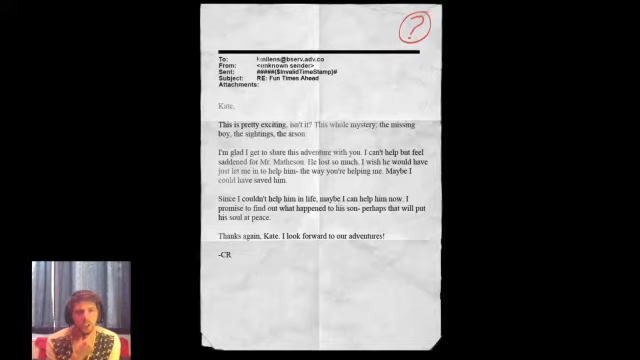 ?
To: kmilens@bserv.adv.co
From: <unknown sender>
Sent: #####($InvalidTimeStamp)#
Subject: RE: Fun Times Ahead
Attachments:
Kate,
This is pretty exciting, isn't it? This whole mystery; the missing
boy, the sightings, the arson.
I'm glad I get to share this adventure with you. I can't help but feel
saddened for Mr. Matheson. He lost so much. I wish he would have
just let me in to help him- the way you're helping me. Maybe I
could have saved him.
Since I couldn't help him in life, maybe I can help him now. I
promise to find out what happened to his son- perhaps that will put
his soul at peace.
Thanks again, Kate. I look forward to our adventures!
-CR